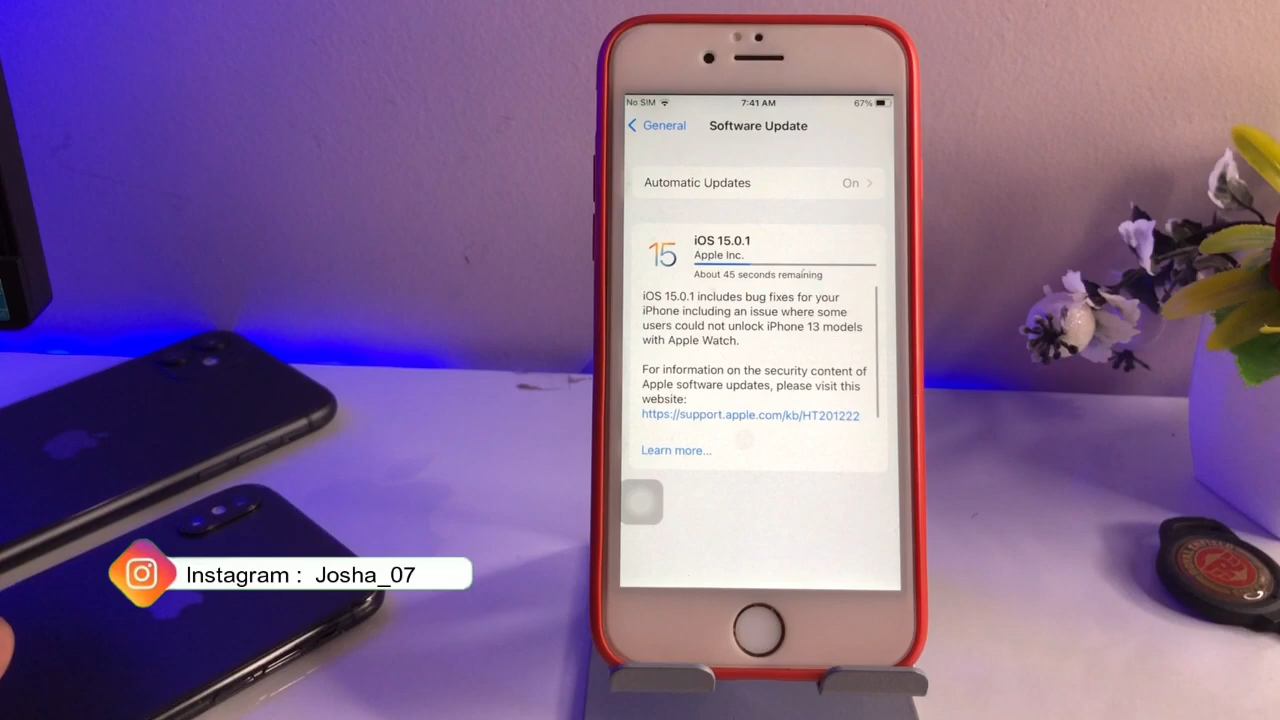 No SIM 7:41 AM 67%
General Software Update
Automatic Updates On
15
iOS 15.0.1
Apple Inc.
About 45 seconds remaining
iOS 15.0.1 includes bug fixes for your
iPhone including an issue where some
users could not unlock iPhone 13 models
with Apple Watch.
For information on the security content of
Apple software updates, please visit this
website:
https://support.apple.com/kb/HT201222
Learn more...
Instagram : Josha_07